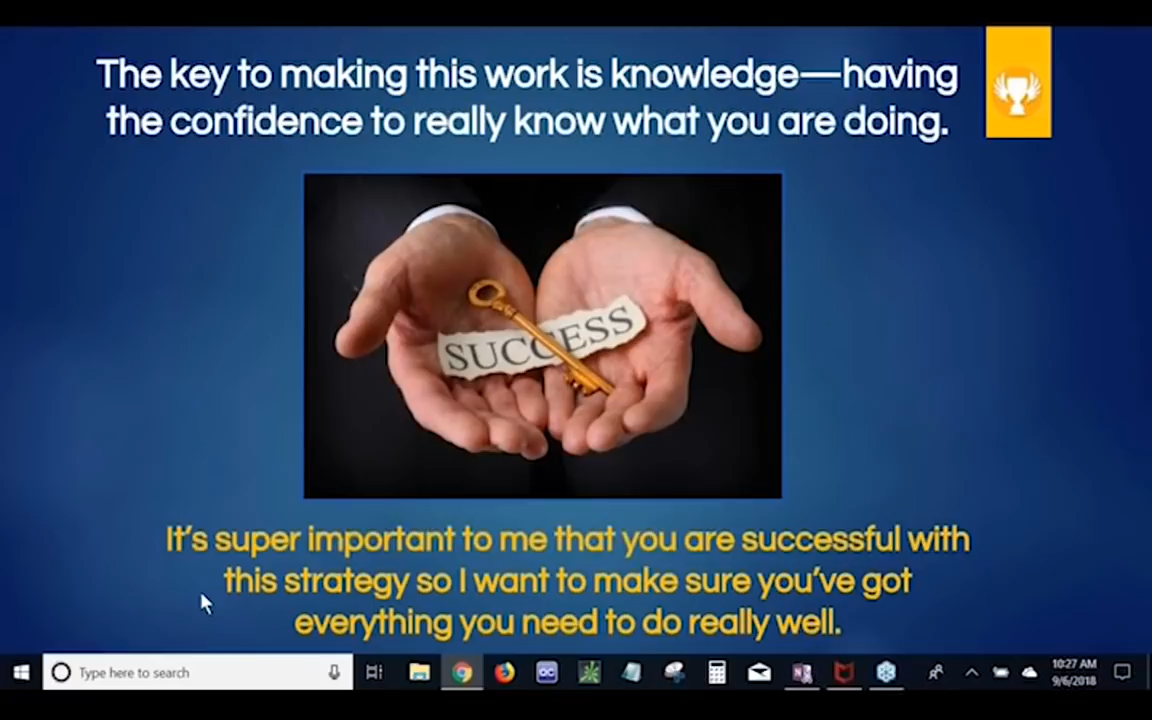 The key to making this work is knowledge—having
the confidence to really know what you are doing.
SUCCESS
It's super important to me that you are successful with
this strategy so I want to make sure you've got
everything you need to do really well.
Type here to search
10:27 AM
9/6/2018